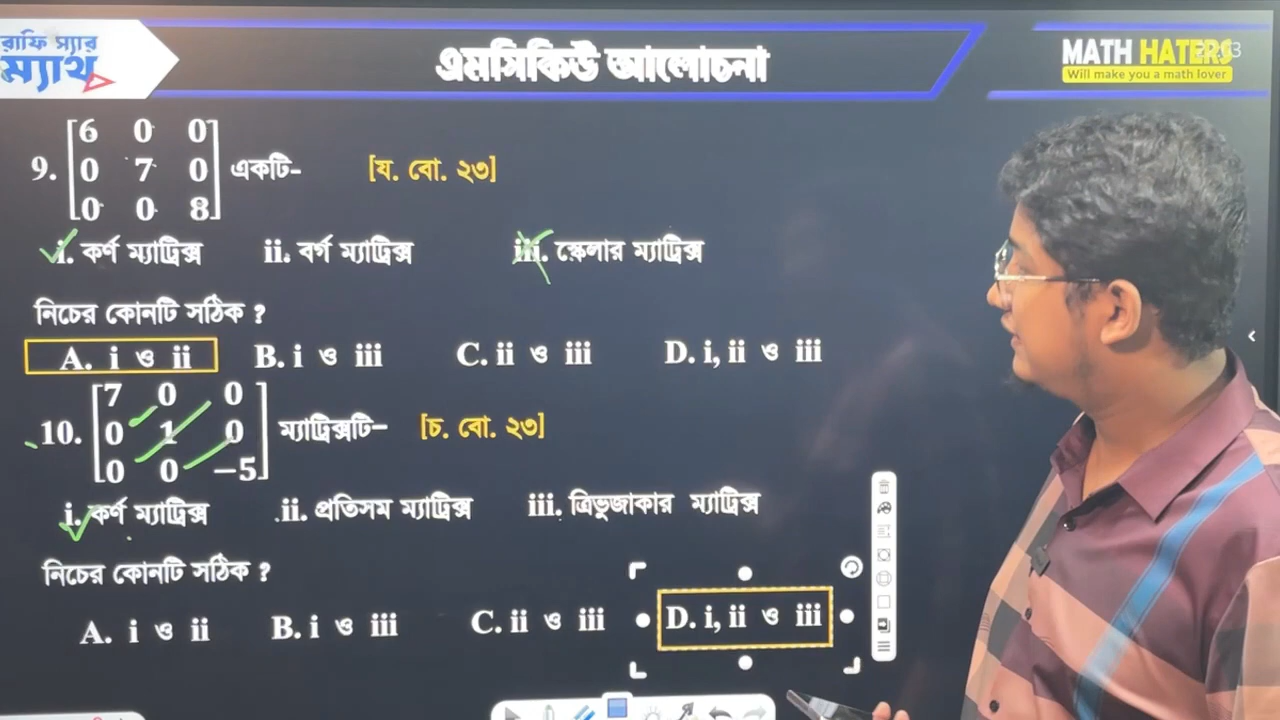 রাফি স্যার
ম্যাথ
এমসিকিউ আলোচনা
MATH HATERS
Will make you a math lover
9. [6 0 0
0 7 0
0 0 8] একটি- [য. বো. ২৩]
i. কর্ণ ম্যাট্রিক্স ii. বর্গ ম্যাট্রিক্স iii. স্কেলার ম্যাট্রিক্স
নিচের কোনটি সঠিক ?
A. i ও ii B. i ও iii C. ii ও iii D. i, ii ও iii
10. [7 0 0
0 1 0
0 0 −5] ম্যাট্রিক্সটি− [চ. বো. ২৩]
i. কর্ণ ম্যাট্রিক্স ii. প্রতিসম ম্যাট্রিক্স iii. ত্রিভুজাকার ম্যাট্রিক্স
নিচের কোনটি সঠিক ?
A. i ও ii B. i ও iii C. ii ও iii D. i, ii ও iii